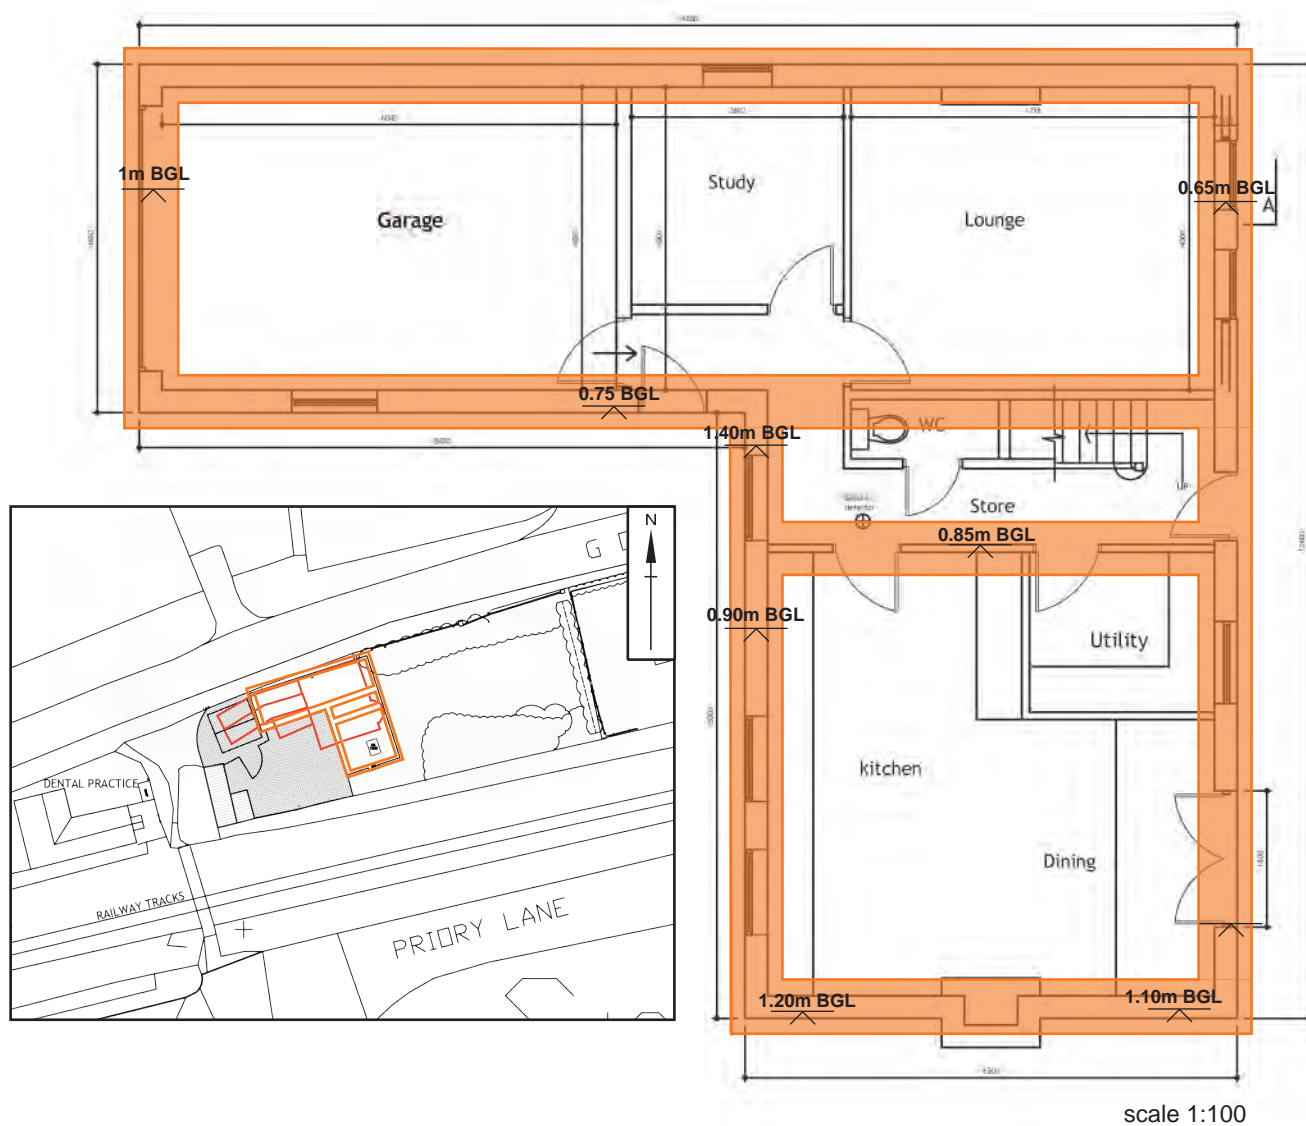 1m BGL
Study
0.65m BGL
A
Garage
Lounge
0.75 BGL
1.40m BGL
WC
UP
Store
detector
0.85m BGL
N
0.90m BGL
Utility
kitchen
DENTAL PRACTICE
Dining
RAILWAY TRACKS
PRIORY LANE
1.20m BGL
1.10m BGL
scale 1:100